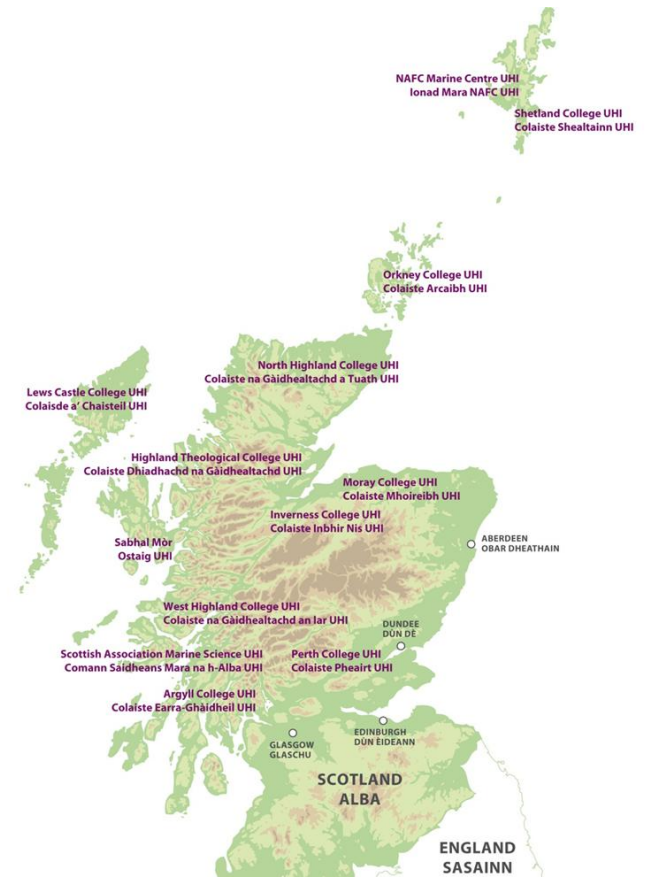 NAFC Marine Centre UHI
Ionad Mara NAFC UHI
Shetland College UHI
Colaiste Shealtainn UHI
Orkney College UHI
Colaiste Arcaibh UHI
North Highland College UHI
Colaiste na Gàidhealtachd a Tuath UHI
Lews Castle College UHI
Colaisde a' Chaisteil UHI
Highland Theological College UHI
Colaiste Dhiadhachd na Gàidhealtachd UHI
Moray College UHI
Colaiste Mhoireibh UHI
Inverness College UHI
Colaiste Inbhir Nis UHI
Sabhal Mòr
Ostaig UHI
ABERDEEN
OBAR DHEATHAIN
West Highland College UHI
Colaiste na Gàidhealtachd an Iar UHI
DUNDEE
DÙN DÈ
Scottish Association Marine Science UHI
Comann Saidheans Mara na h-Alba UHI
Perth College UHI
Colaiste Pheairt UHI
Argyll College UHI
Colaiste Earra-Ghàidheil UHI
GLASGOW
GLASCHU
EDINBURGH
DÙN ÈIDEANN
SCOTLAND
ALBA
ENGLAND
SASAINN